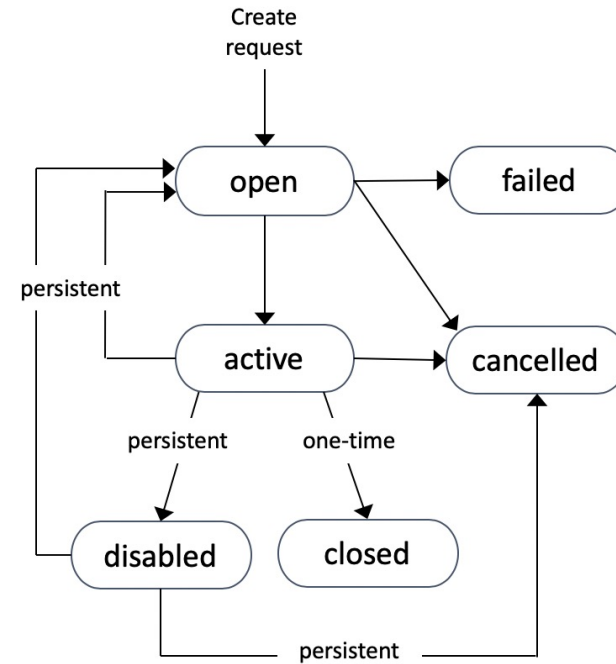 Create
request
open
failed
persistent
active
cancelled
persistent
one-time
disabled
closed
persistent